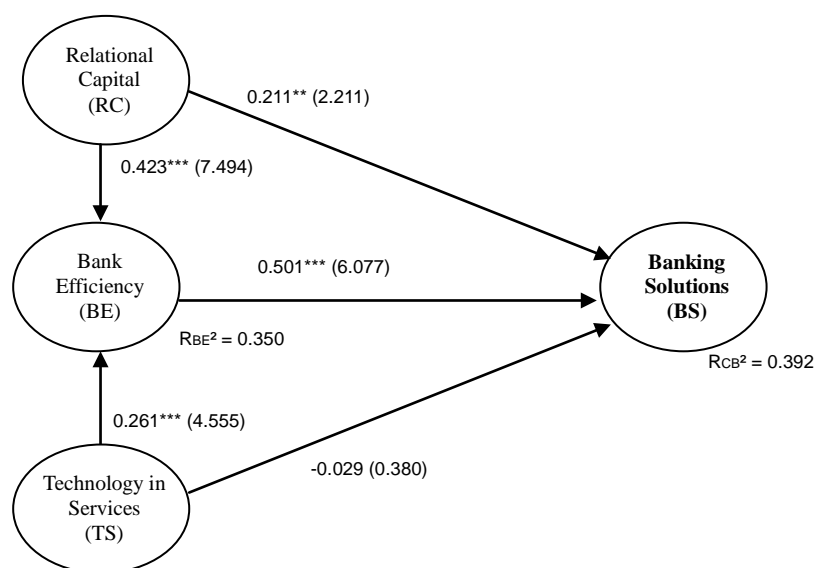 Relational
Capital
(RC)
0.211** (2.211)
0.423*** (7.494)
Bank
Efficiency
(BE)
0.501*** (6.077)
Banking
Solutions
(BS)
RBE² = 0.350
RCB² = 0.392
0.261*** (4.555)
-0.029 (0.380)
Technology in
Services
(TS)